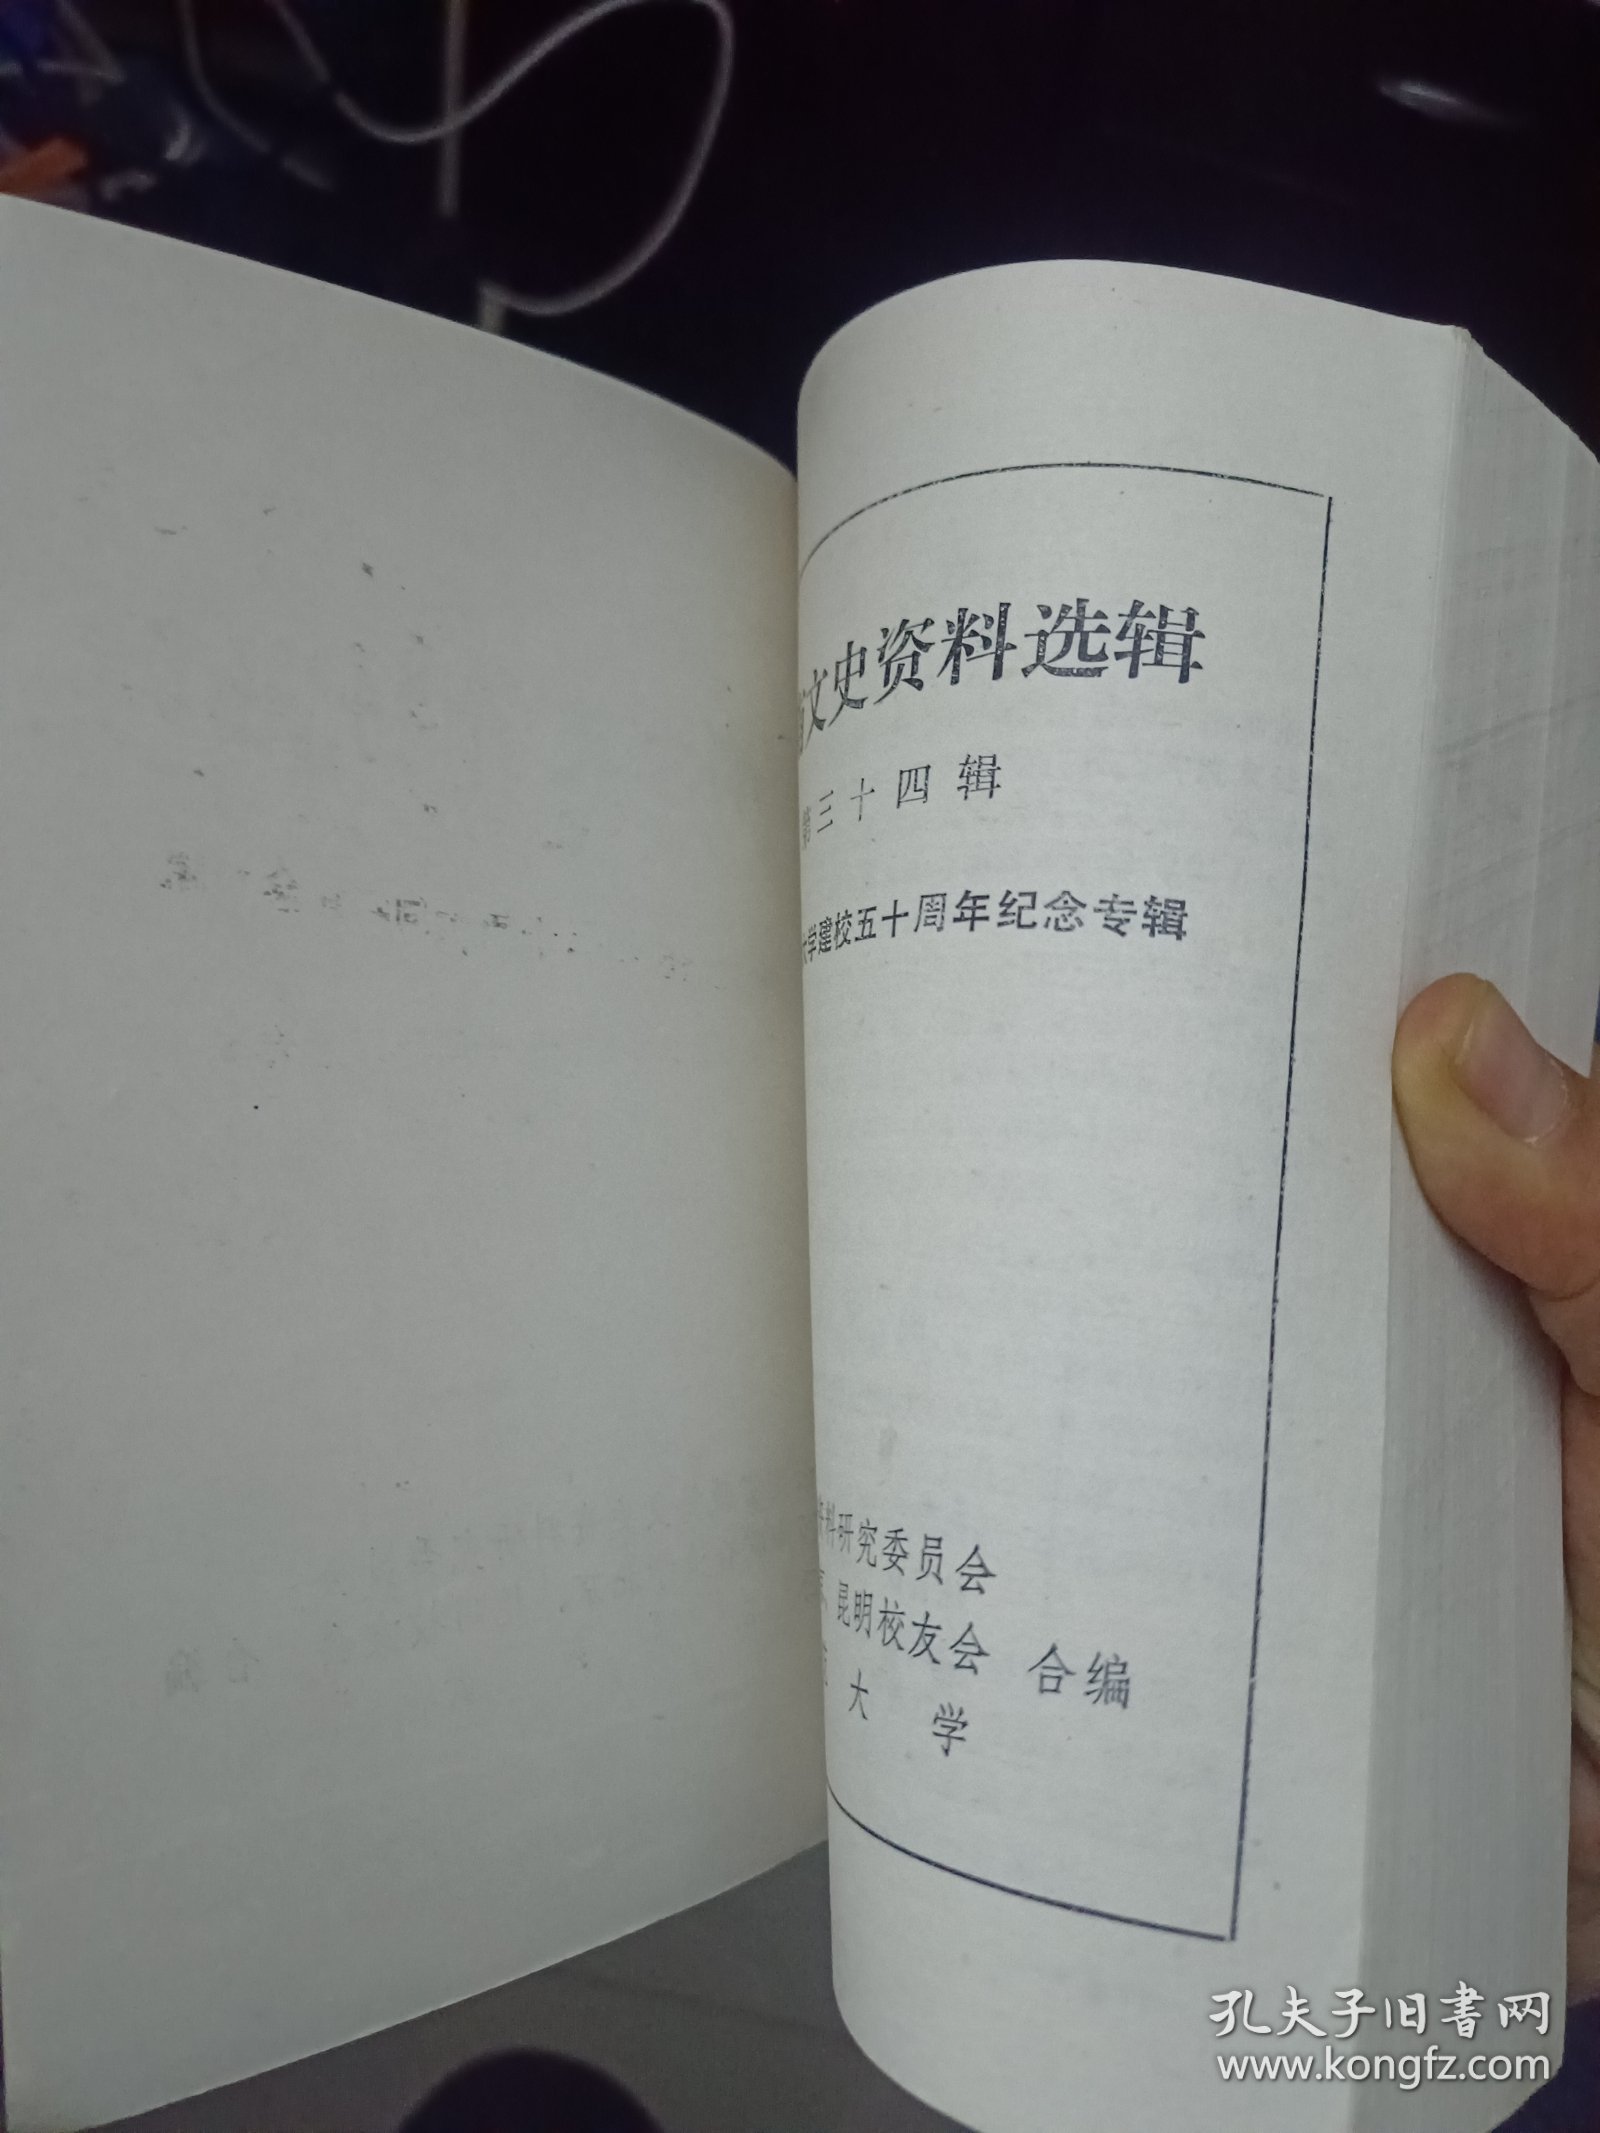 文史资料选辑
第三十四辑
大学建校五十周年纪念专辑
料研究委员会
昆明校友会 合编
大学
孔夫子旧书网
www.kongfz.com